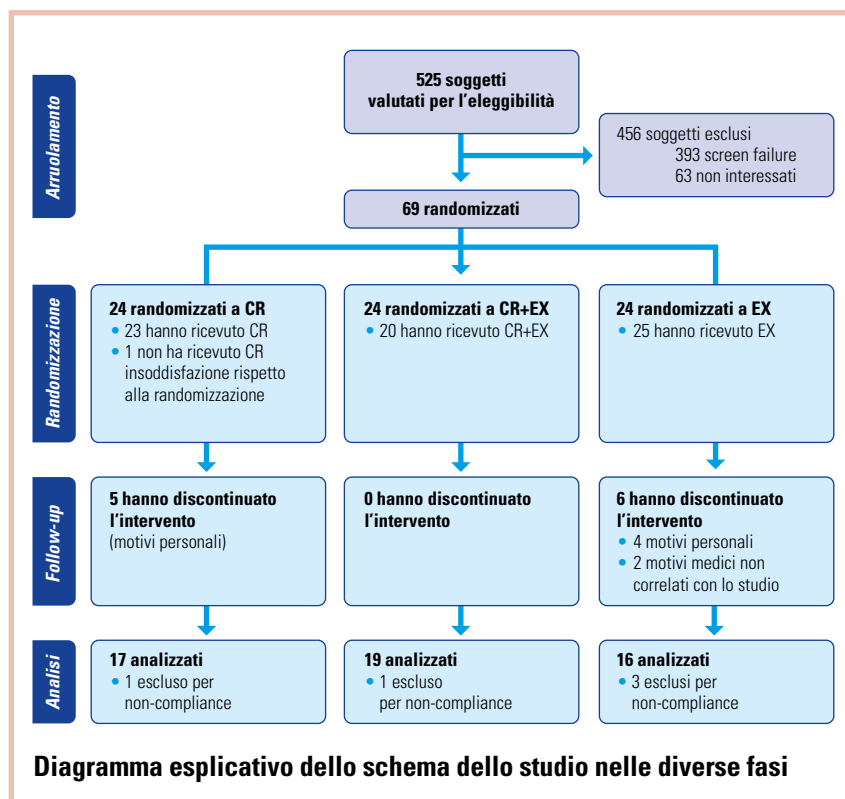 Arruolamento
525 soggetti
valutati per l'eleggibilità
456 soggetti esclusi
393 screen failure
63 non interessati
69 randomizzati
Randomizzazione
24 randomizzati a CR
• 23 hanno ricevuto CR
• 1 non ha ricevuto CR
insoddisfazione rispetto
alla randomizzazione
24 randomizzati a CR+EX
• 20 hanno ricevuto CR+EX
24 randomizzati a EX
• 25 hanno ricevuto EX
Follow-up
5 hanno discontinuato
l'intervento
(motivi personali)
0 hanno discontinuato
l'intervento
6 hanno discontinuato
l'intervento
• 4 motivi personali
• 2 motivi medici non
correlati con lo studio
Analisi
17 analizzati
• 1 escluso per
non-compliance
19 analizzati
• 1 escluso
per non-compliance
16 analizzati
• 3 esclusi per
non-compliance
Diagramma esplicativo dello schema dello studio nelle diverse fasi